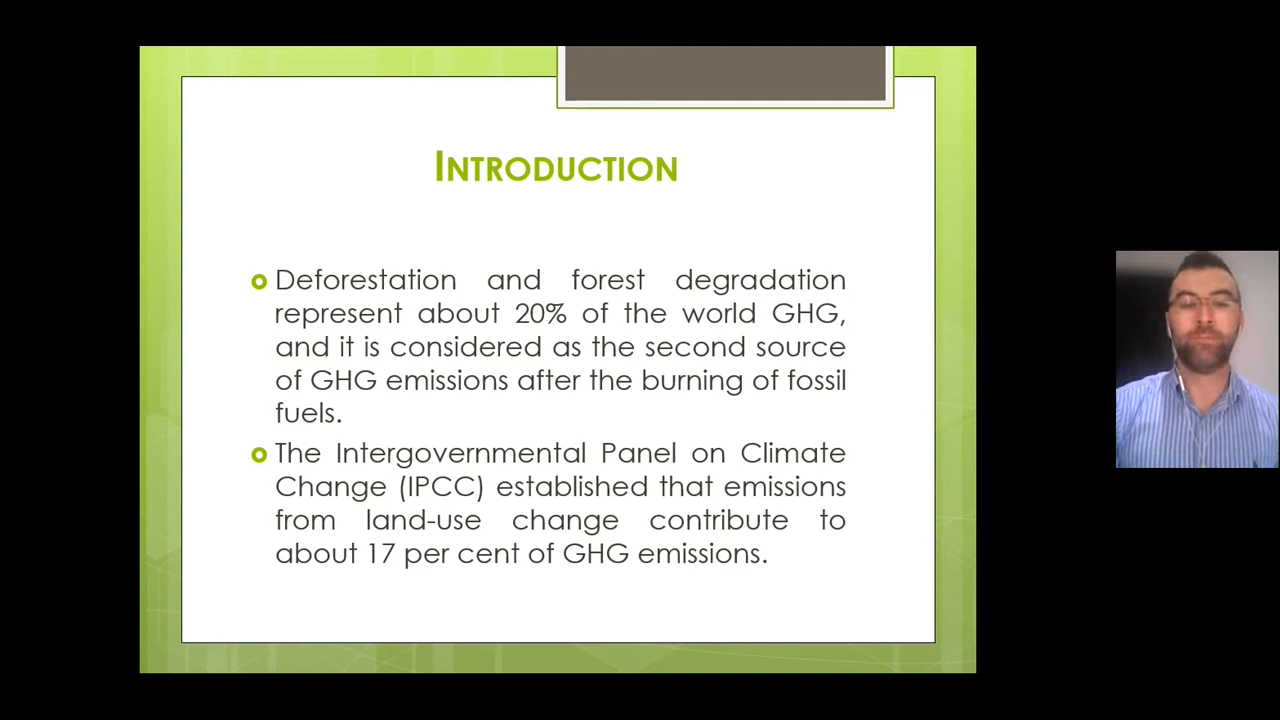 INTRODUCTION
Deforestation and forest degradation
represent about 20% of the world GHG,
and it is considered as the second source
of GHG emissions after the burning of fossil
fuels.
The Intergovernmental Panel on Climate
Change (IPCC) established that emissions
from land-use change contribute to
about 17 per cent of GHG emissions.